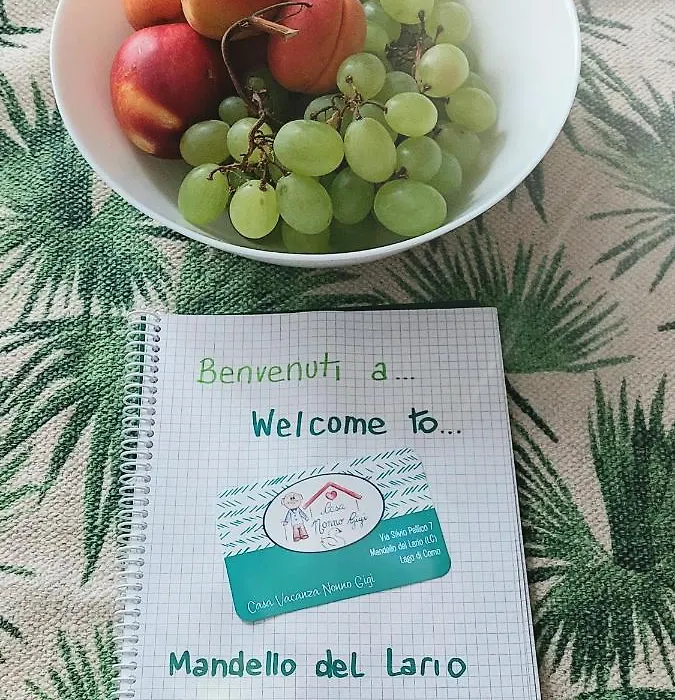 Benvenuti a...
Welcome to...
Casa
Nonno Gigi
Via Silvio Pellico 7
Mandello del Lario (LC)
Lago di Como
Casa Vacanza Nonno Gigi
Mandello del Lario